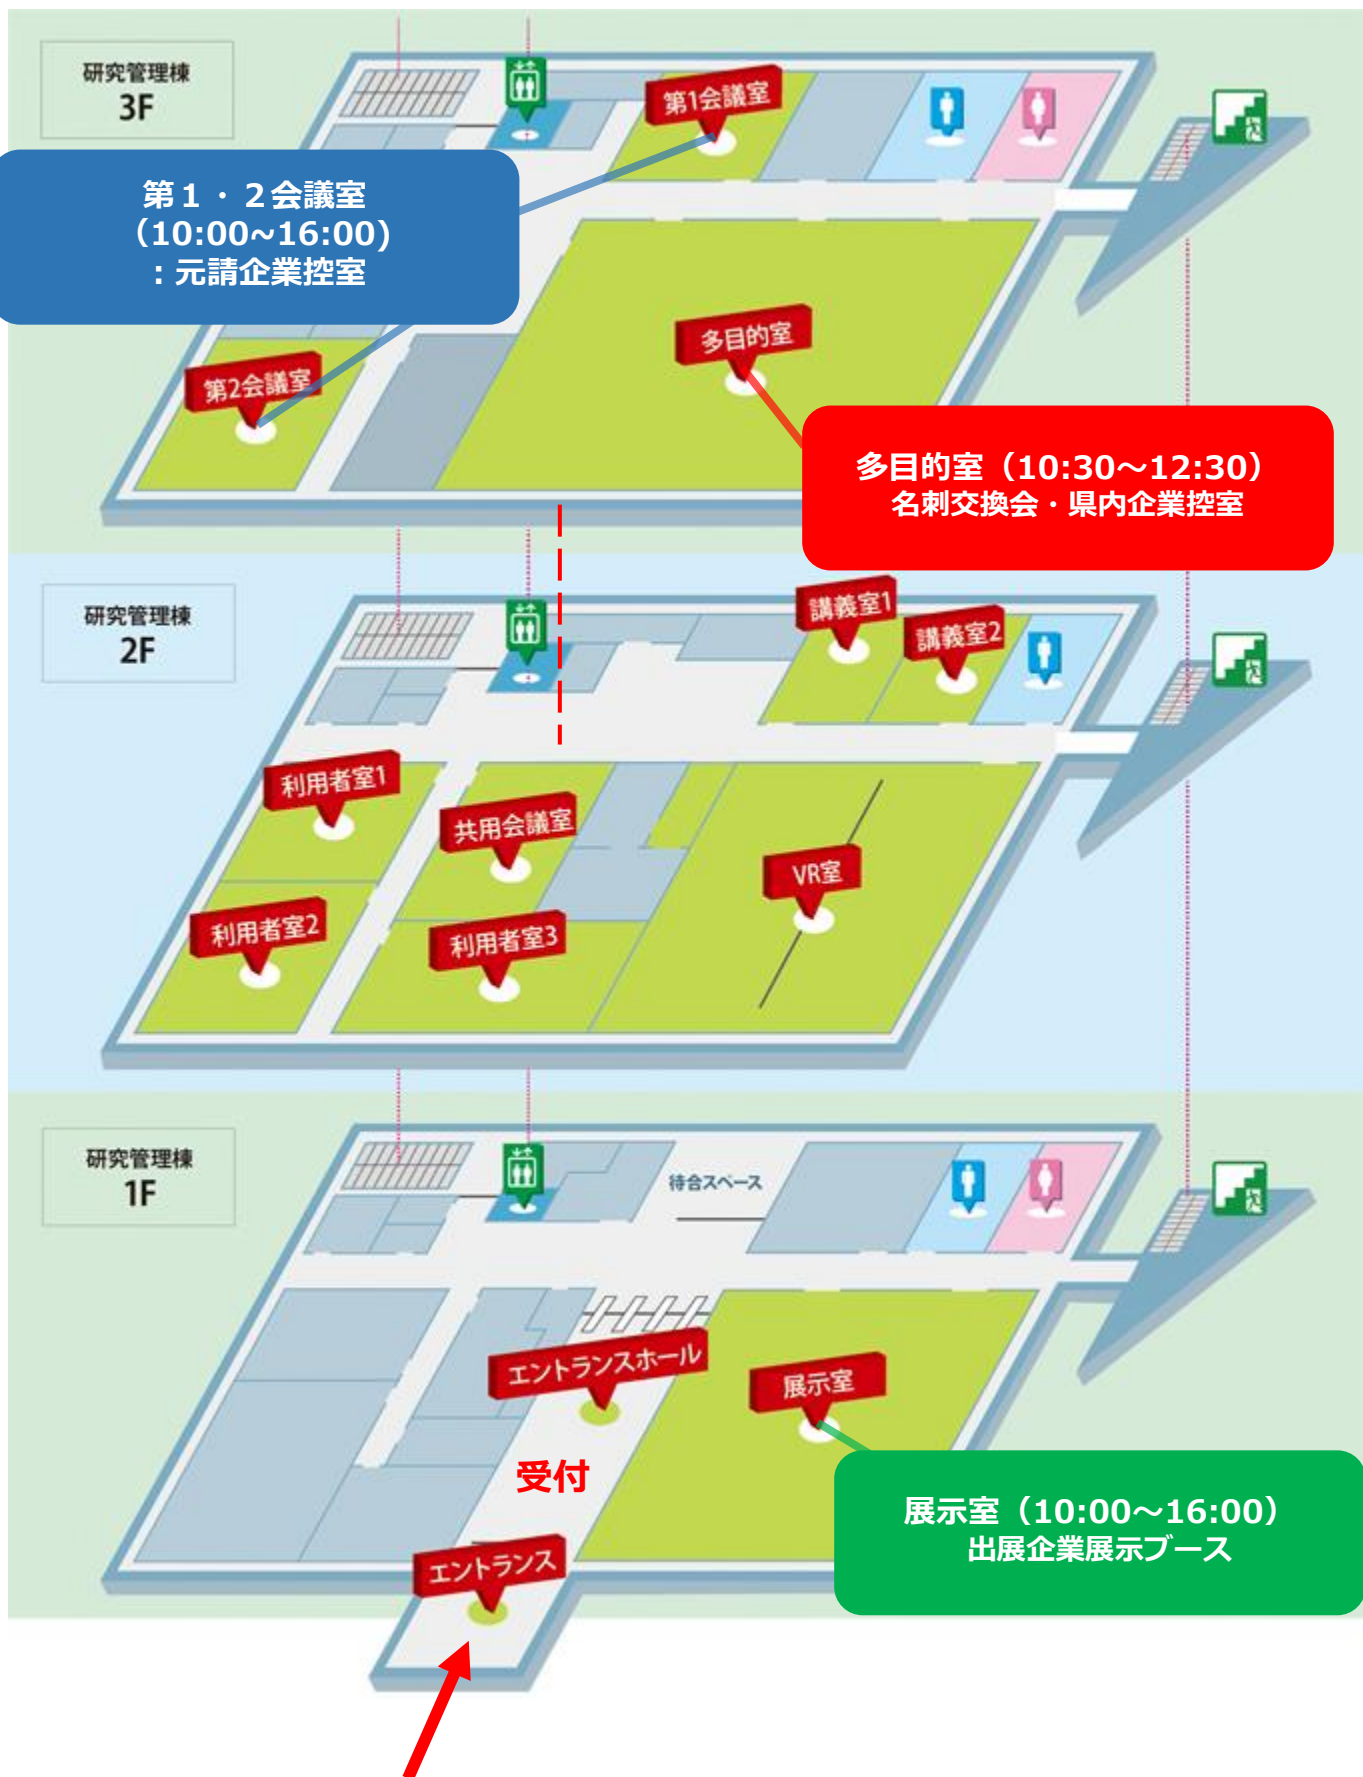 研究管理棟
3F
第1会議室
第１・２会議室
（10:00~16:00)
：元請企業控室
多目的室
第2会議室
多目的室（10:30～12:30）
名刺交換会・県内企業控室
研究管理棟
2F
講義室1
講義室2
利用者室1
共用会議室
VR室
利用者室2
利用者室3
研究管理棟
1F
待合スペース
エントランスホール
展示室
受付
展示室（10:00～16:00）
出展企業展示ブース
エントランス